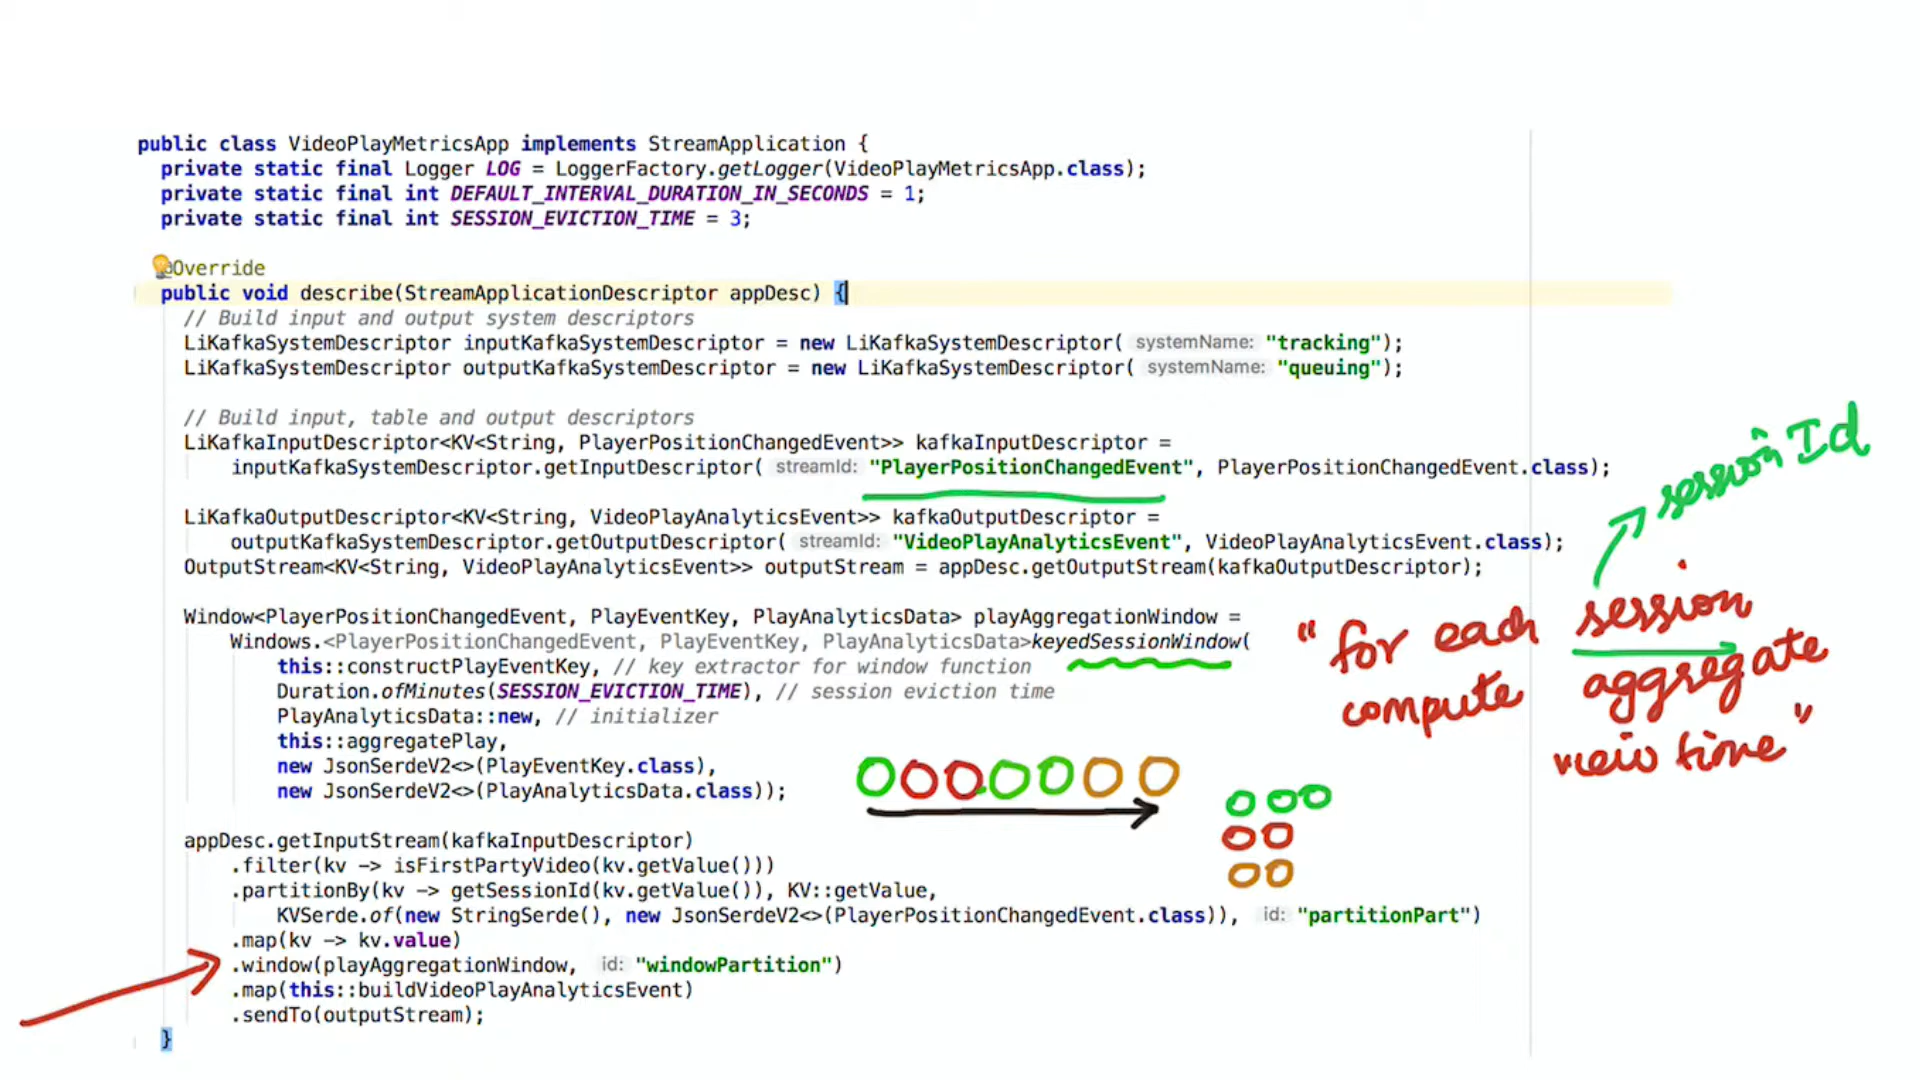 public class VideoPlayMetricsApp implements StreamApplication {
private static final Logger LOG = LoggerFactory.getLogger(VideoPlayMetricsApp.class);
private static final int DEFAULT_INTERVAL_DURATION_IN_SECONDS = 1;
private static final int SESSION_EVICTION_TIME = 3;
@Override
public void describe(StreamApplicationDescriptor appDesc) {
// Build input and output system descriptors
LiKafkaSystemDescriptor inputKafkaSystemDescriptor = new LiKafkaSystemDescriptor( systemName: "tracking");
LiKafkaSystemDescriptor outputKafkaSystemDescriptor = new LiKafkaSystemDescriptor( systemName: "queuing");
// Build input, table and output descriptors
LiKafkaInputDescriptor<KV<String, PlayerPositionChangedEvent>> kafkaInputDescriptor =
inputKafkaSystemDescriptor.getInputDescriptor( streamId: "PlayerPositionChangedEvent", PlayerPositionChangedEvent.class);
LiKafkaOutputDescriptor<KV<String, VideoPlayAnalyticsEvent>> kafkaOutputDescriptor =
outputKafkaSystemDescriptor.getOutputDescriptor( streamId: "VideoPlayAnalyticsEvent", VideoPlayAnalyticsEvent.class);
OutputStream<KV<String, VideoPlayAnalyticsEvent>> outputStream = appDesc.getOutputStream(kafkaOutputDescriptor);
Window<PlayerPositionChangedEvent, PlayEventKey, PlayAnalyticsData> playAggregationWindow =
Windows.<PlayerPositionChangedEvent, PlayEventKey, PlayAnalyticsData>keyedSessionWindow(
this::constructPlayEventKey, // key extractor for window function
Duration.ofMinutes(SESSION_EVICTION_TIME), // session eviction time
PlayAnalyticsData::new, // initializer
this::aggregatePlay,
new JsonSerdeV2<>(PlayEventKey.class),
new JsonSerdeV2<>(PlayAnalyticsData.class));
appDesc.getInputStream(kafkaInputDescriptor)
.filter(kv -> isFirstPartyVideo(kv.getValue()))
.partitionBy(kv -> getSessionId(kv.getValue()), KV::getValue,
KVSerde.of(new StringSerde(), new JsonSerdeV2<>(PlayerPositionChangedEvent.class)), id: "partitionPart")
.map(kv -> kv.value)
.window(playAggregationWindow, id: "windowPartition")
.map(this::buildVideoPlayAnalyticsEvent)
.sendTo(outputStream);
}
sessionId
"for each session
compute aggregate
view time"